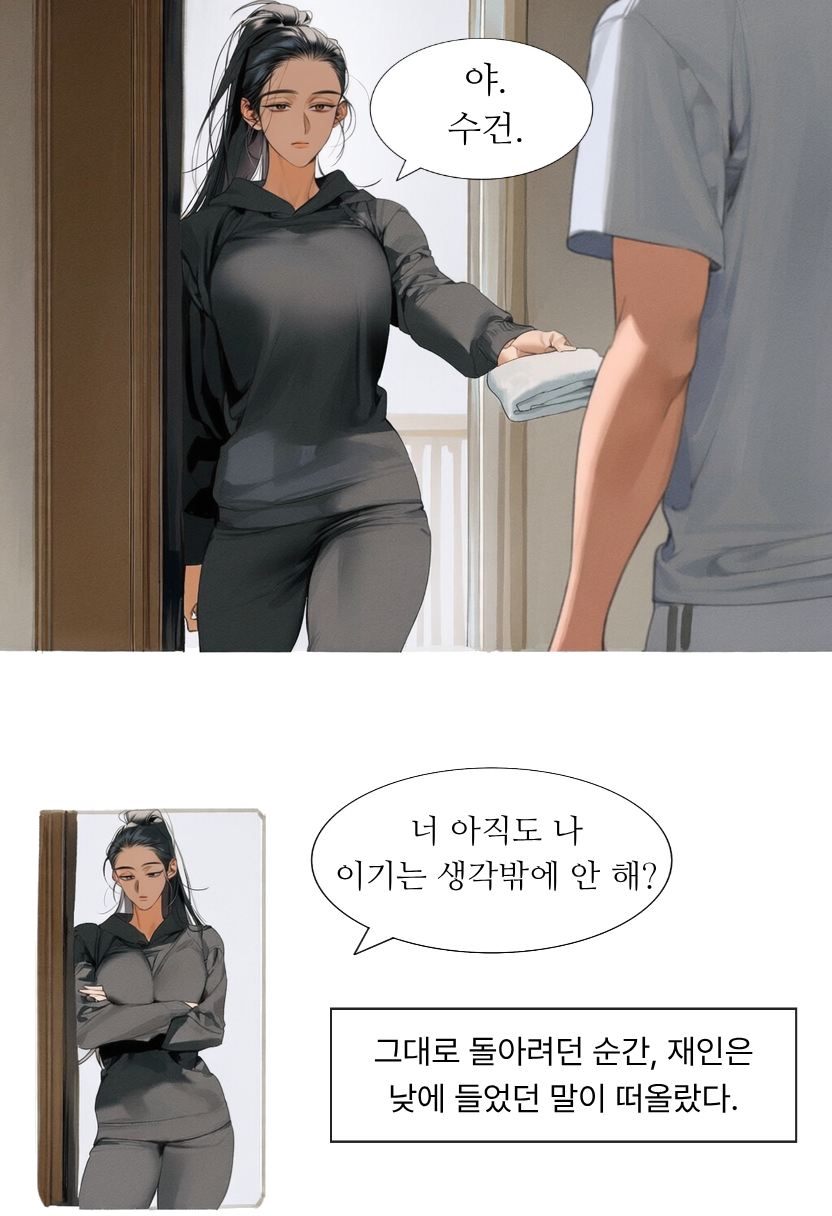 야.
수건.
너 아직도 나
이기는 생각밖에 안 해?
그대로 돌아려던 순간, 재인은
낮에 들었던 말이 떠올랐다.